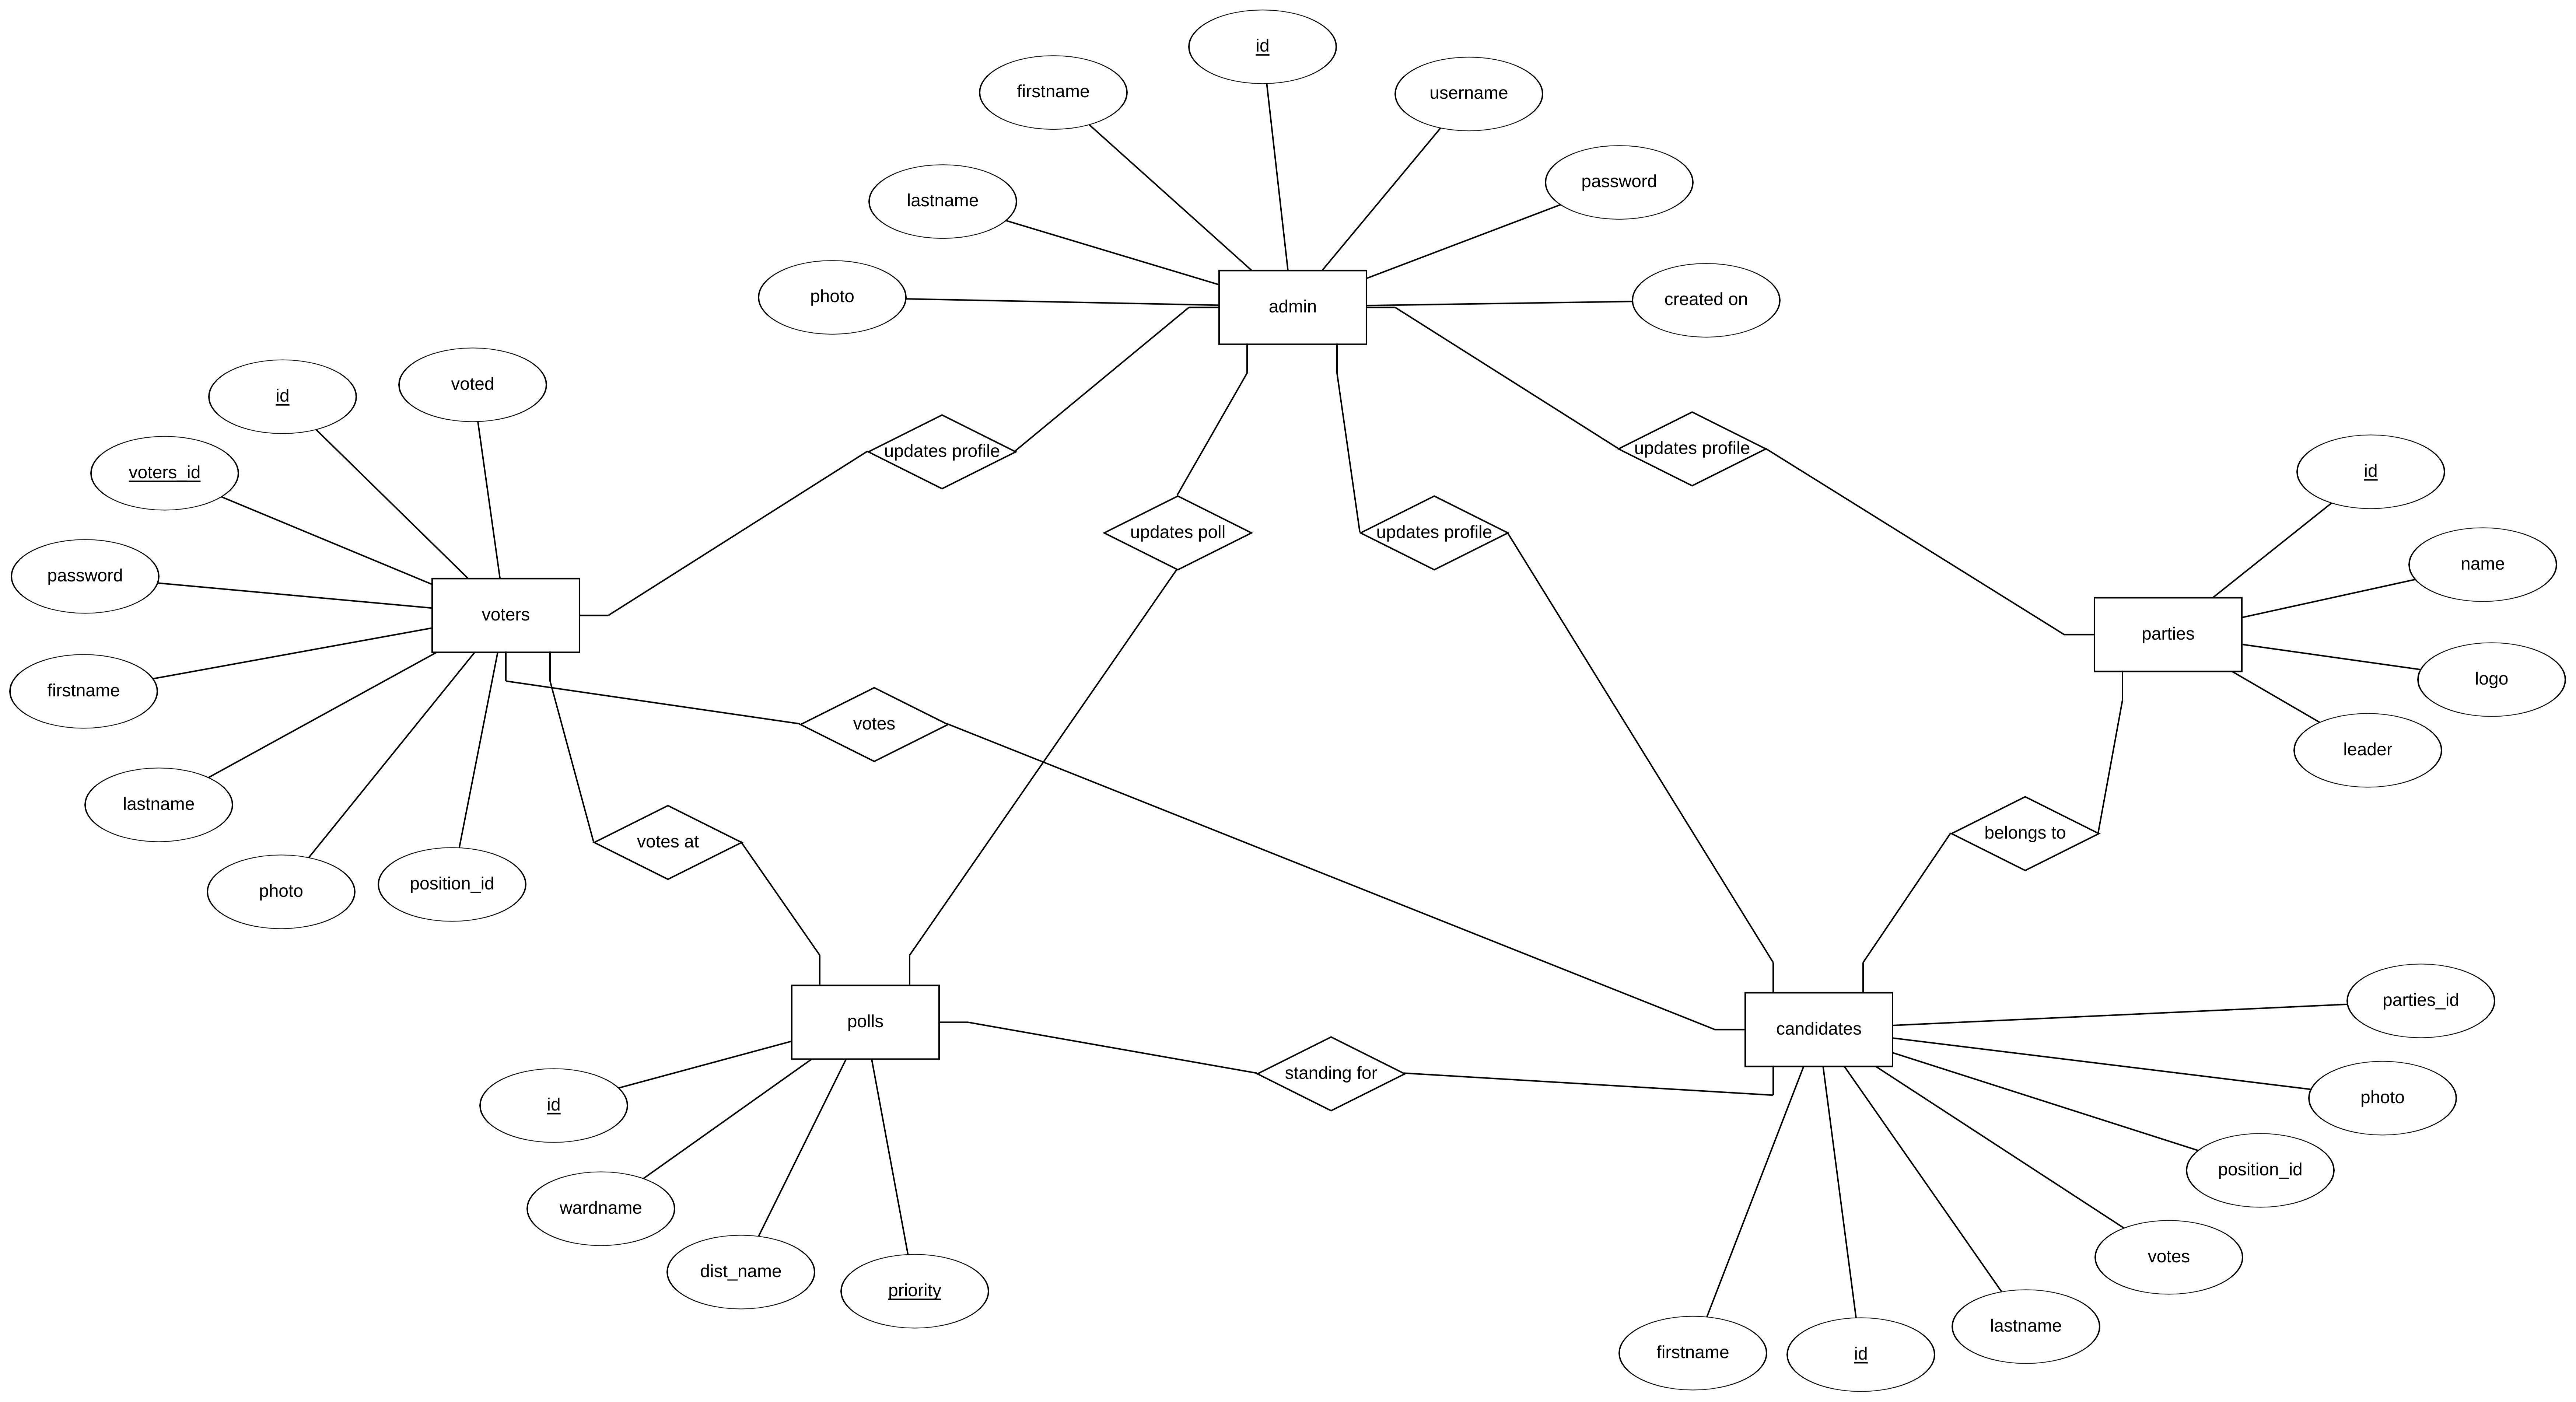 id
firstname
username
password
lastname
photo
admin
created on
id
voted
voters_id
password
firstname
lastname
photo
position_id
voters
updates profile
updates poll
updates profile
updates profile
id
name
logo
leader
parties
votes
votes at
belongs to
polls
candidates
standing for
id
wardname
dist_name
priority
parties_id
photo
position_id
votes
lastname
id
firstname